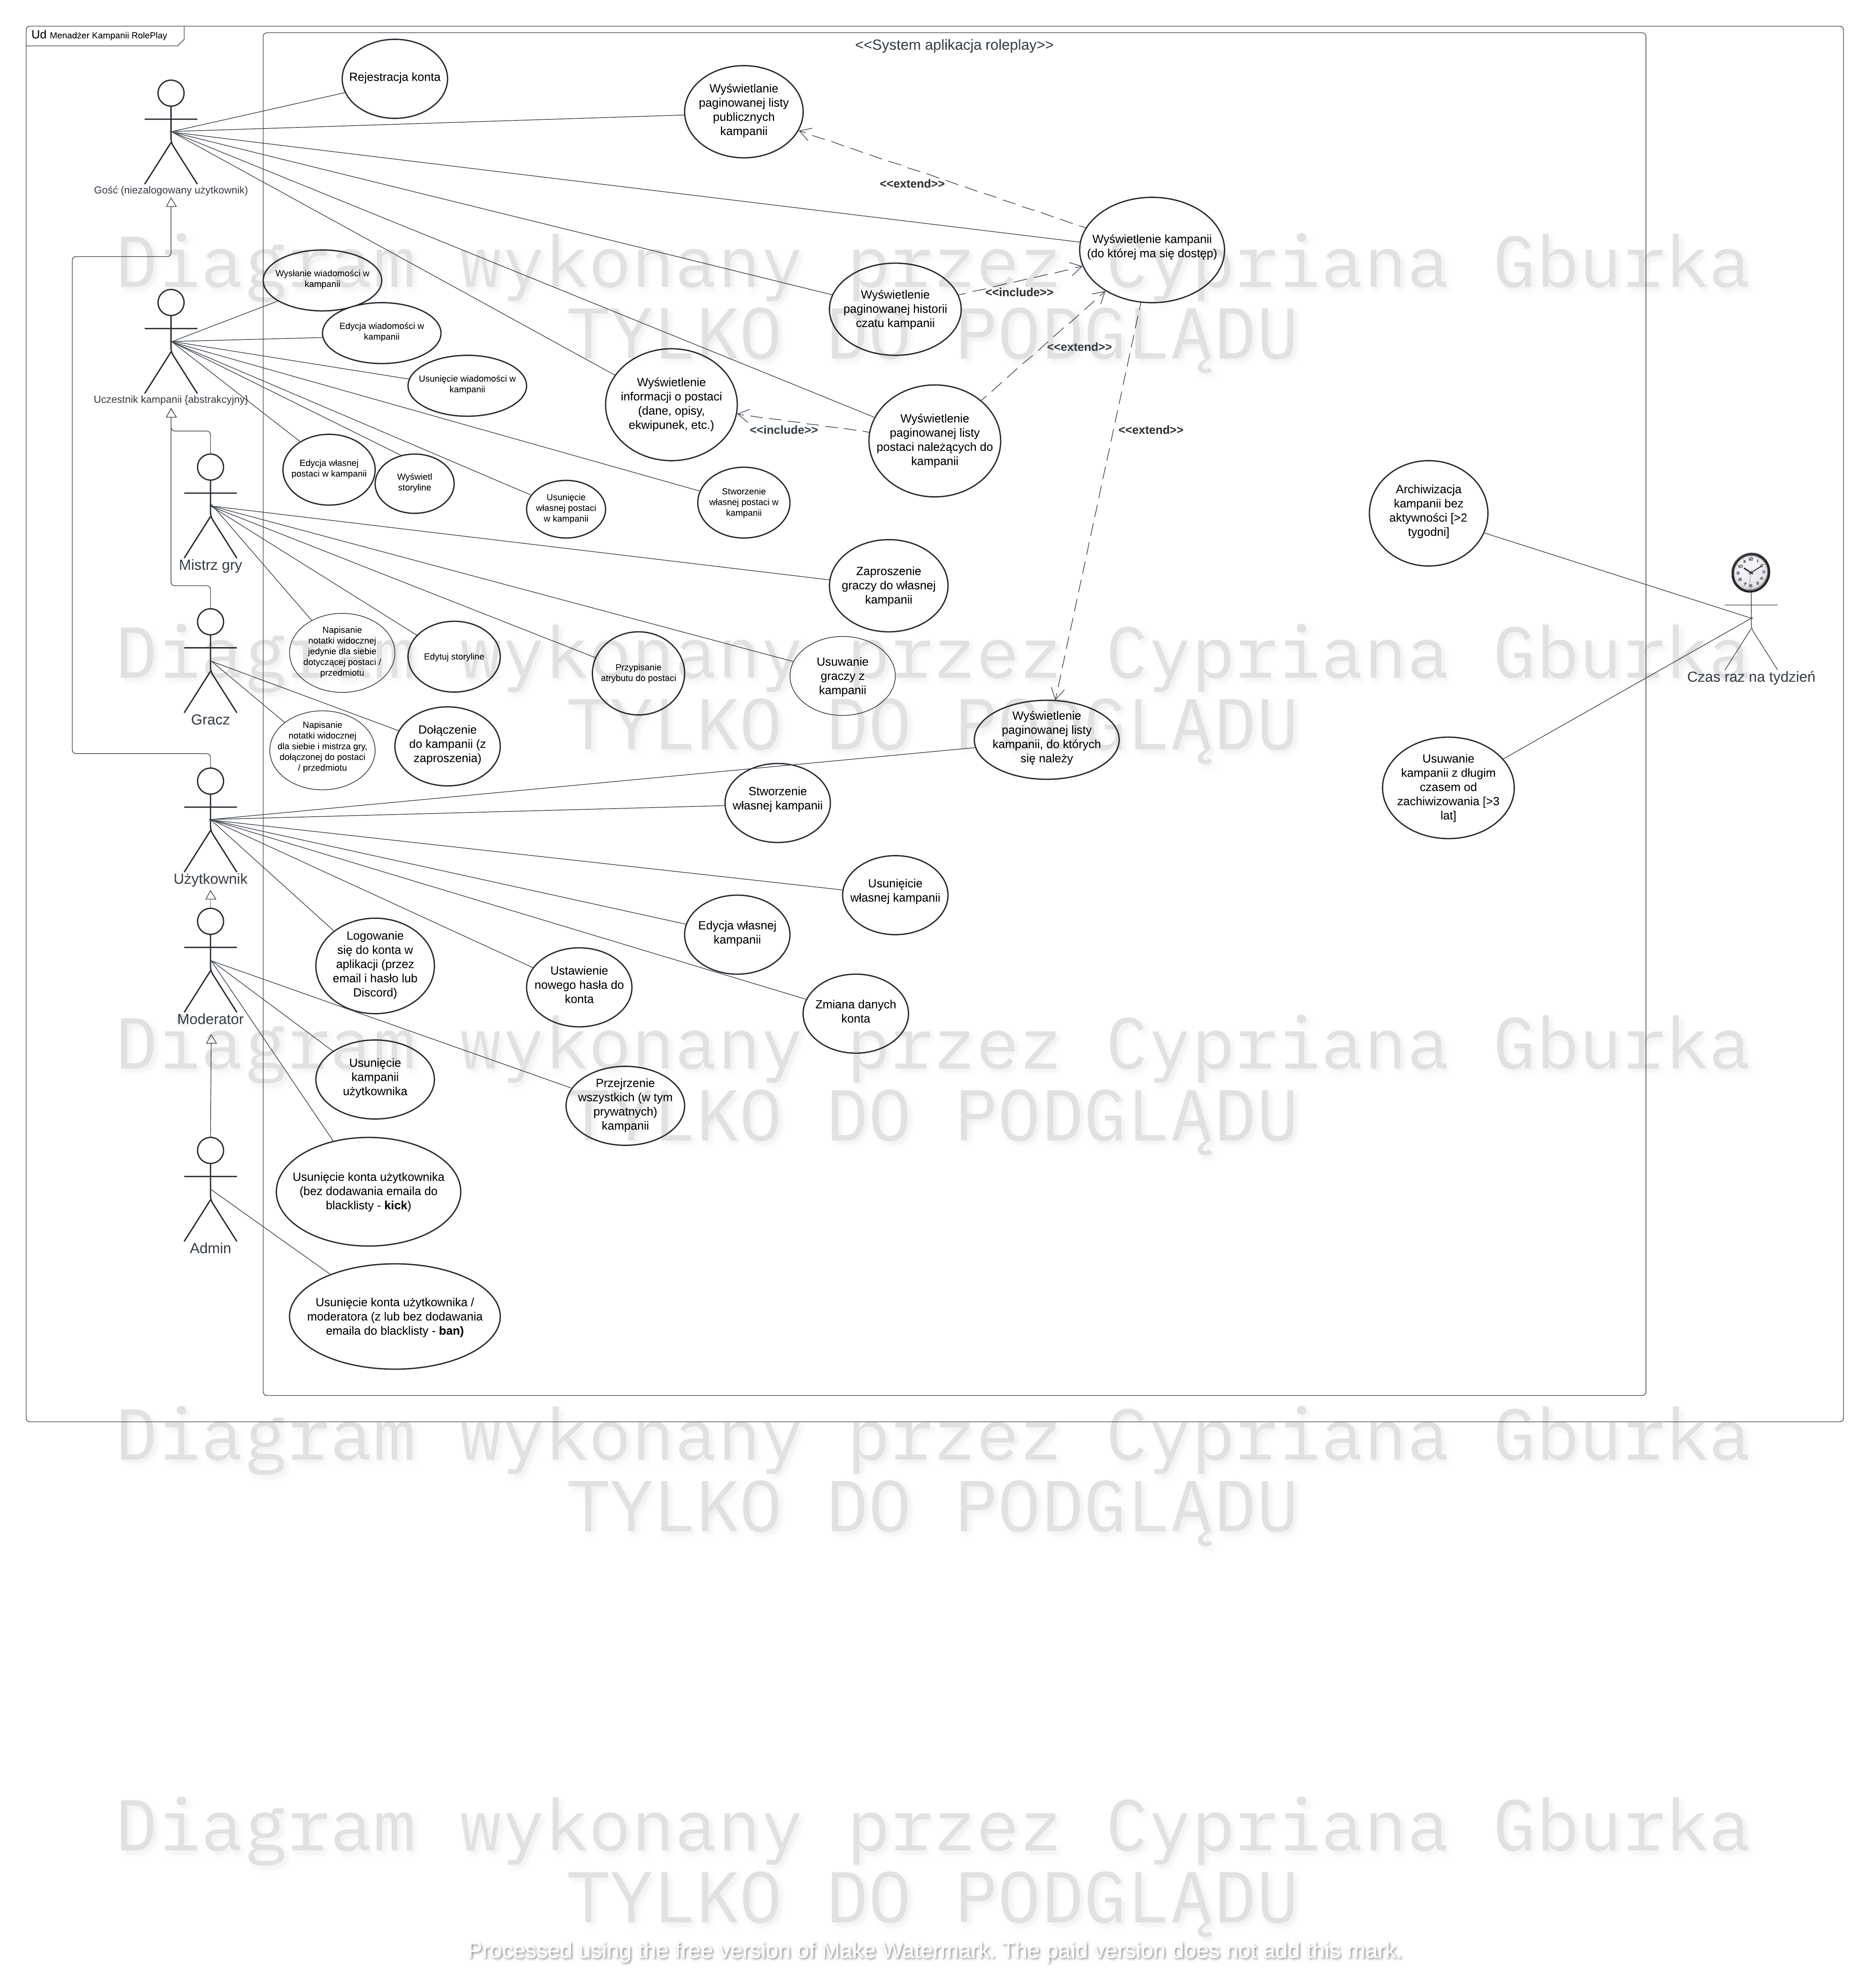 Ud Menadżer Kampanii RolePlay
<<System aplikacja roleplay>>
Rejestracja konta
Wyświetlanie
paginowanej listy
publicznych
kampanii
Gość (niezalogowany użytkownik)
<<extend>>
Wyświetlenie kampanii
(do której ma się dostęp)
Diagram wykonany przez Cypriana Gburka
TYLKO DO PODGLĄDU
Wysłanie wiadomości w
kampanii
Wyświetlenie
paginowanej historii
czatu kampanii
<<include>>
Edycja wiadomości w
kampanii
<<extend>>
Usunięcie wiadomości w
kampanii
Wyświetlenie
informacji o postaci
(dane, opisy,
ekwipunek, etc.)
Uczestnik kampanii {abstrakcyjny}
<<include>>
Wyświetlenie
paginowanej listy
postaci należących do
kampanii
<<extend>>
Edycja własnej
postaci w kampanii
Wyświetl
storyline
Usunięcie
własnej postaci
w kampanii
Stworzenie
własnej postaci w
kampanii
Archiwizacja
kampanii bez
aktywności [>2
tygodni]
Mistrz gry
Zaproszenie
graczy do własnej
kampanii
Diagram wykonany przez Cypriana Gburka
TYLKO DO PODGLĄDU
Napisanie
notatki widocznej
jedynie dla siebie
dotyczącej postaci /
przedmiotu
Edytuj storyline
Przypisanie
atrybutu do postaci
Usuwanie
graczy z
kampanii
Czas raz na tydzień
Gracz
Napisanie
notatki widocznej
dla siebie i mistrza gry,
dołączonej do postaci
/ przedmiotu
Dołączenie
do kampanii (z
zaproszenia)
Wyświetlenie
paginowanej listy
kampanii, do których
się należy
Stworzenie
własnej kampanii
Usuwanie
kampanii z długim
czasem od
zachiwizowania [>3
lat]
Użytkownik
Usunięicie
własnej kampanii
Edycja własnej
kampanii
Logowanie
się do konta w
aplikacji (przez
email i hasło lub
Discord)
Ustawienie
nowego hasła do
konta
Zmiana danych
konta
Moderator
Diagram wykonany przez Cypriana Gburka
TYLKO DO PODGLĄDU
Usunięcie
kampanii
użytkownika
Przejrzenie
wszystkich (w tym
prywatnych)
kampanii
Usunięcie konta użytkownika
(bez dodawania emaila do
blacklisty - kick)
Admin
Usunięcie konta użytkownika /
moderatora (z lub bez dodawania
emaila do blacklisty - ban)
Diagram wykonany przez Cypriana Gburka
TYLKO DO PODGLĄDU
Diagram wykonany przez Cypriana Gburka
TYLKO DO PODGLĄDU
Processed using the free version of Make Watermark. The paid version does not add this mark.